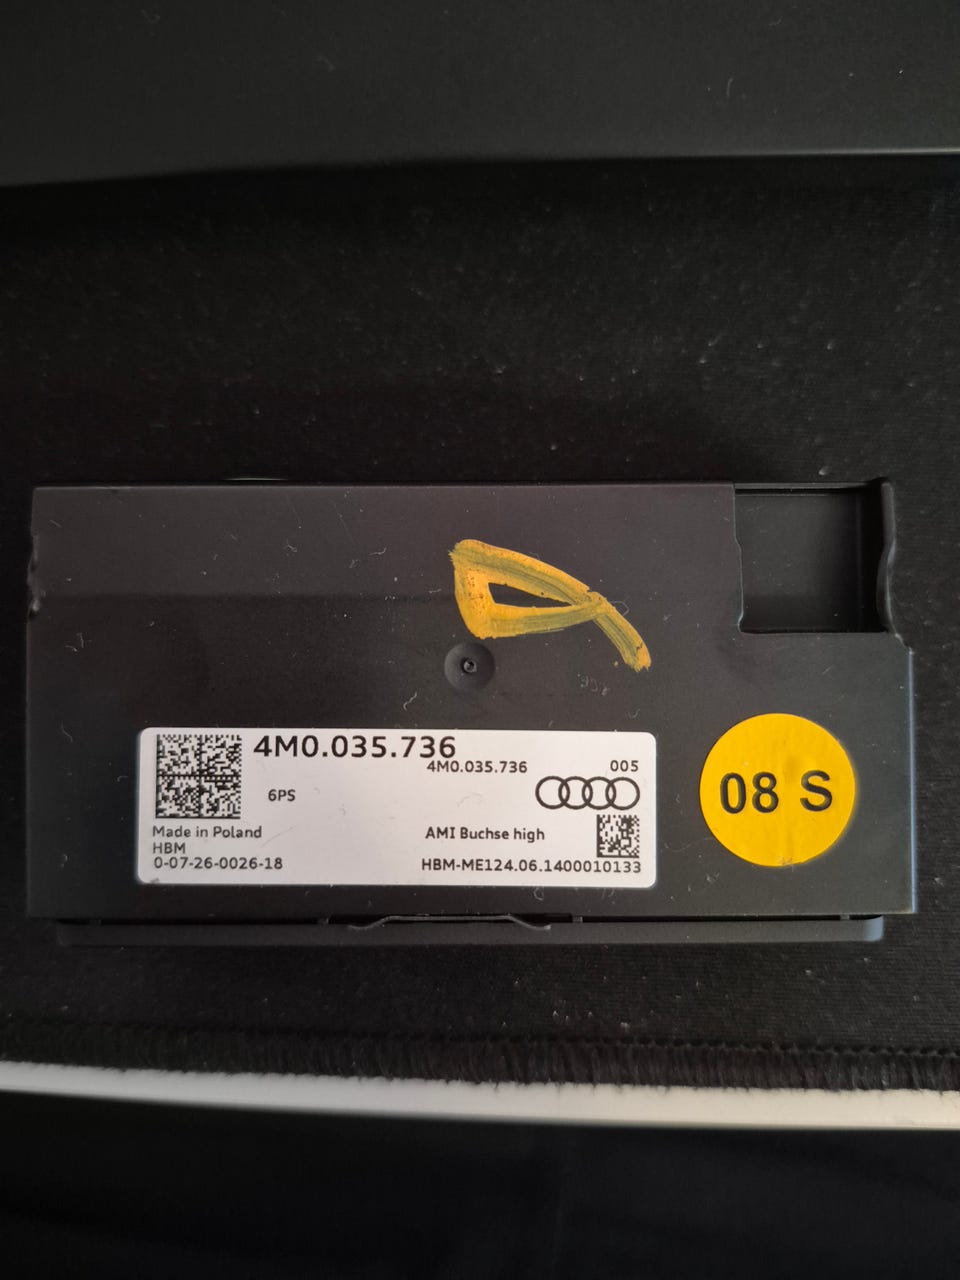 4M0.035.736
4M0.035.736 005
6PS
Made in Poland
AMI Buchse high
HBM
0-07-26-0026-18
HBM-ME124.06.1400010133
08 S